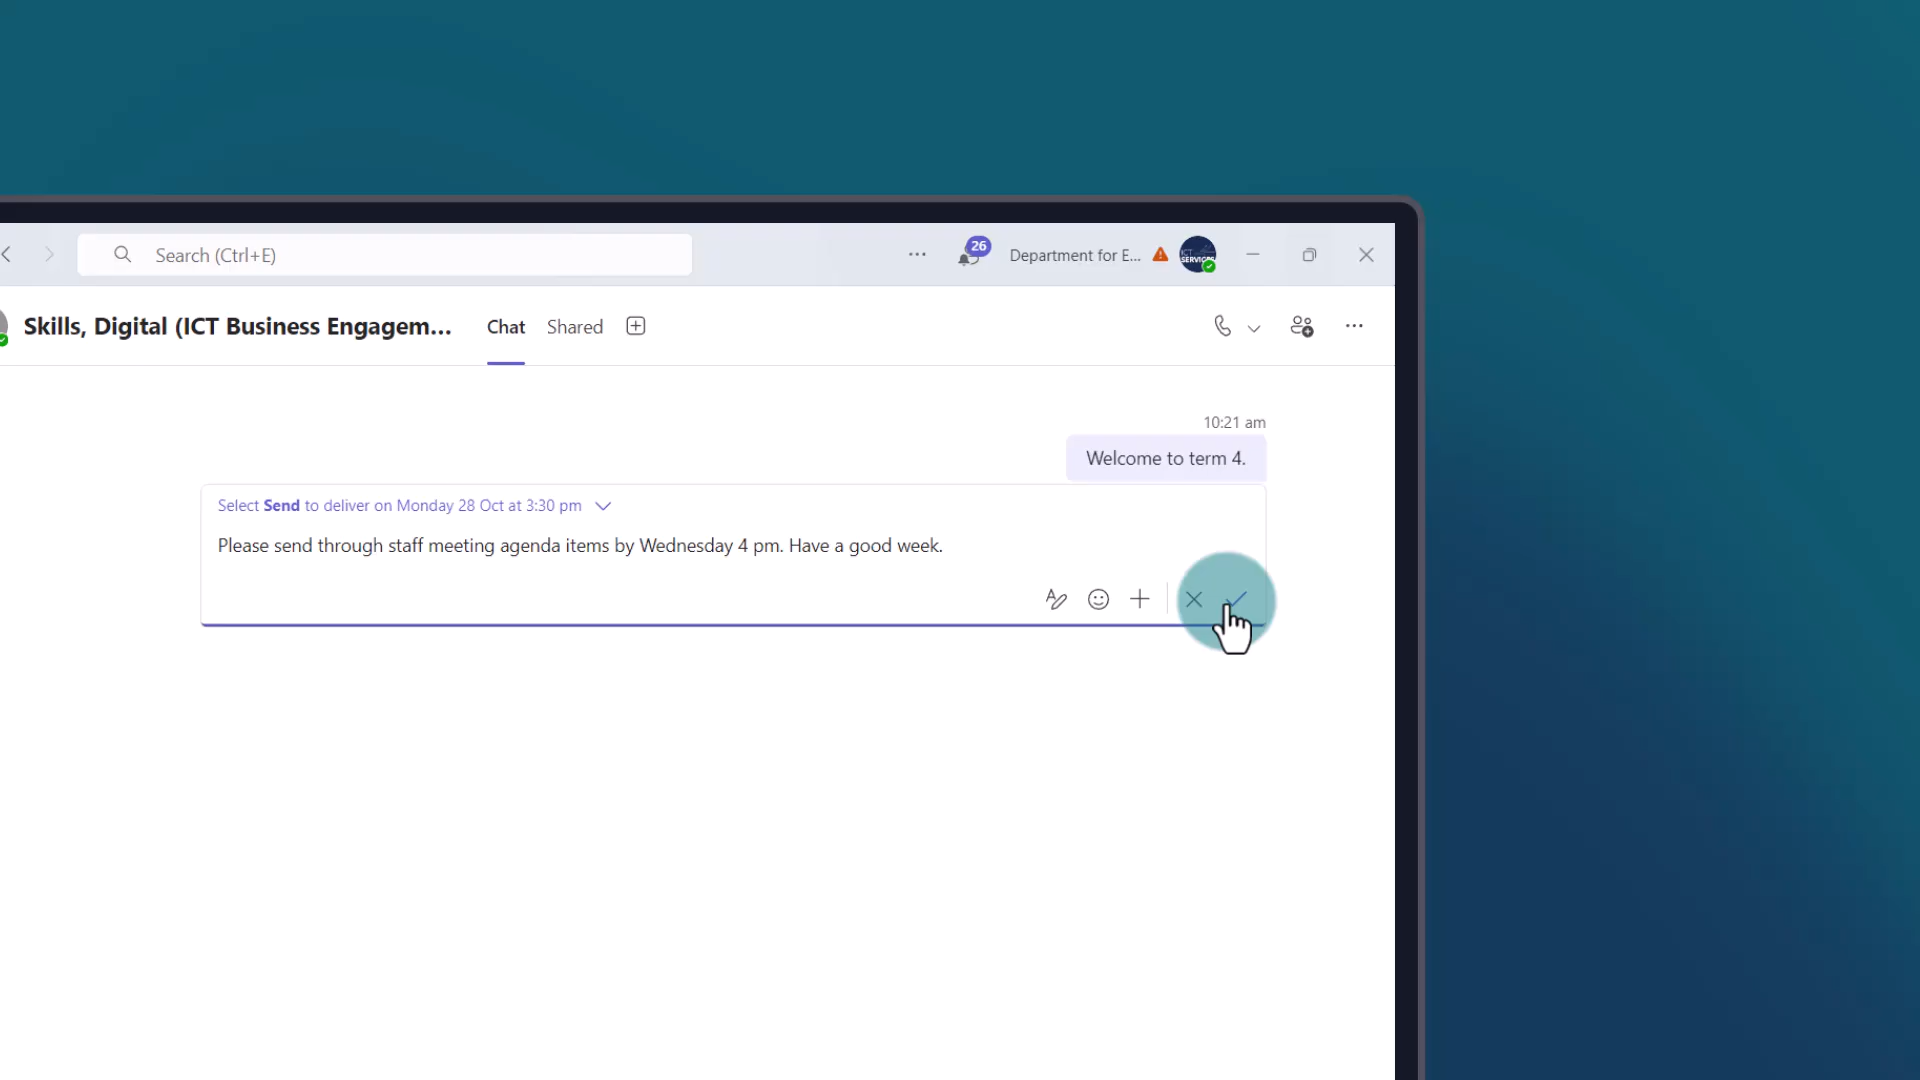 Search (Ctrl+E)
26
Department for E...
ICT
SERVICES
Skills, Digital (ICT Business Engagem...
Chat
Shared
10:21 am
Welcome to term 4.
Select Send to deliver on Monday 28 Oct at 3:30 pm
Please send through staff meeting agenda items by Wednesday 4 pm. Have a good week.